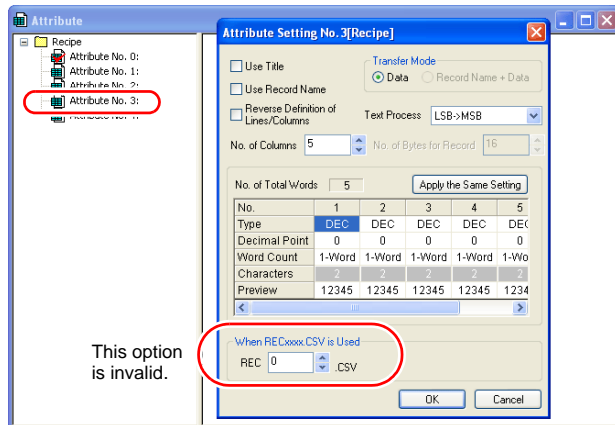 Attribute
Recipe
Attribute No. 0:
Attribute No. 1:
Attribute No. 2:
Attribute No. 3:
Attribute Setting No.3[Recipe]
Use Title
Use Record Name
Reverse Definition of
Lines/Columns
Transfer Mode
Data Record Name + Data
Text Process LSB->MSB
No. of Columns 5 No. of Bytes for Record 16
No. of Total Words 5 Apply the Same Setting
No. 1 2 3 4 5
Type DEC DEC DEC DEC DEC
Decimal Point 0 0 0 0 0
Word Count 1-Word 1-Word 1-Word 1-Word 1-Wo
Characters 2 2 2 2 2
Preview 12345 12345 12345 12345 1234
When RECxxxx.CSV is Used
REC 0 .CSV
This option
is invalid.
OK Cancel